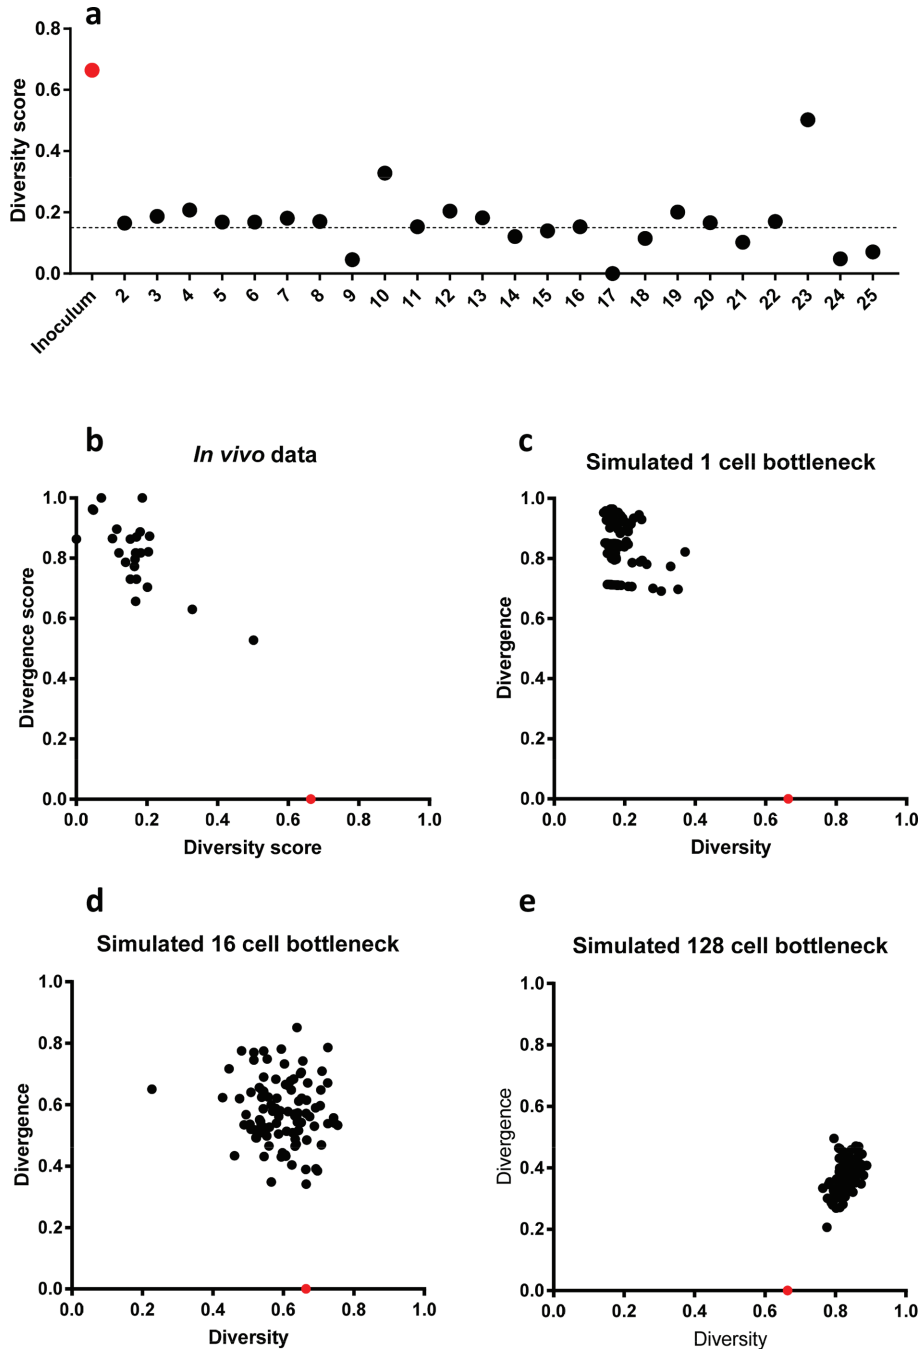 a
Diversity score
0.8
0.6
0.4
0.2
0.0
Inoculum 2 3 4 5 6 7 8 9 10 11 12 13 14 15 16 17 18 19 20 21 22 23 24 25
b
In vivo data
Divergence score
1.0
0.8
0.6
0.4
0.2
0.0
0.0 0.2 0.4 0.6 0.8 1.0
Diversity score
c
Simulated 1 cell bottleneck
Divergence
1.0
0.8
0.6
0.4
0.2
0.0
0.0 0.2 0.4 0.6 0.8 1.0
Diversity
d
Simulated 16 cell bottleneck
Divergence
1.0
0.8
0.6
0.4
0.2
0.0
0.0 0.2 0.4 0.6 0.8 1.0
Diversity
e
Simulated 128 cell bottleneck
Divergence
1.0
0.8
0.6
0.4
0.2
0.0
0.0 0.2 0.4 0.6 0.8 1.0
Diversity